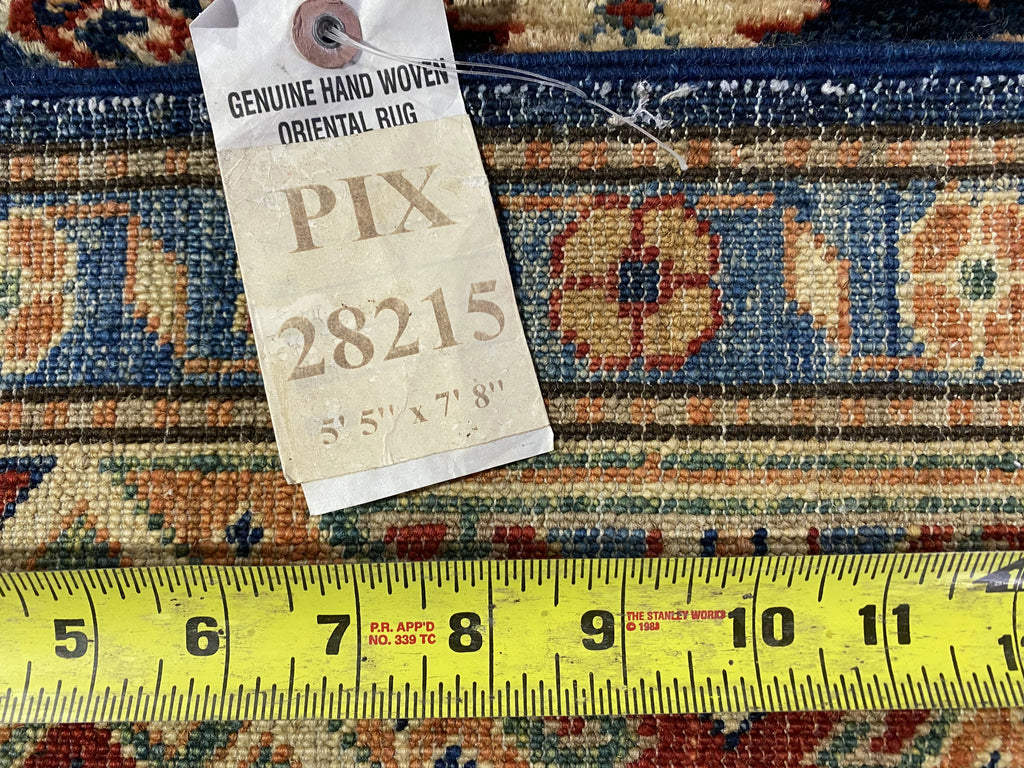 GENUINE HAND WOVEN
ORIENTAL RUG
PIX
28215
5' 5" x 7' 8"
5 6 7 8 9 10 11 1
P.R. APP'D
NO. 339 TC
THE STANLEY WORKS